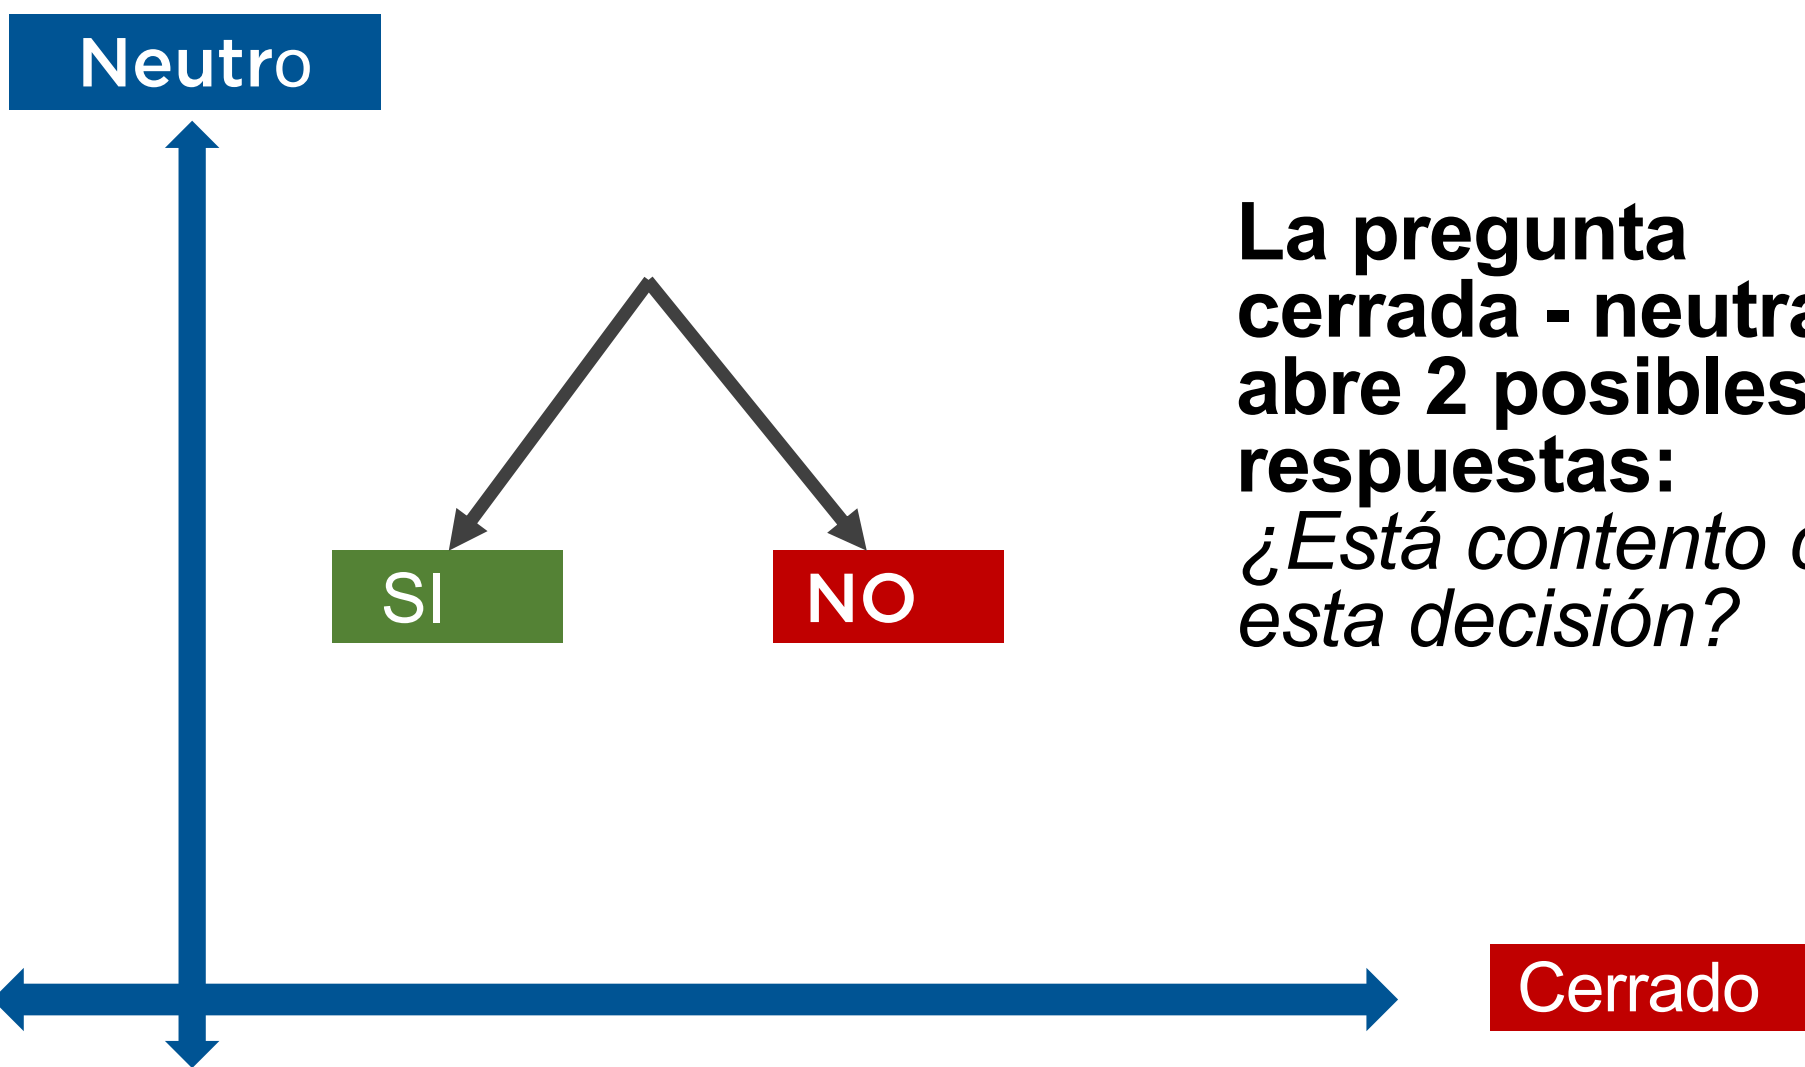 Neutro
La pregunta
cerrada - neutra
abre 2 posibles
respuestas:
¿Está contento
esta decisión?
SI
NO
Cerrado